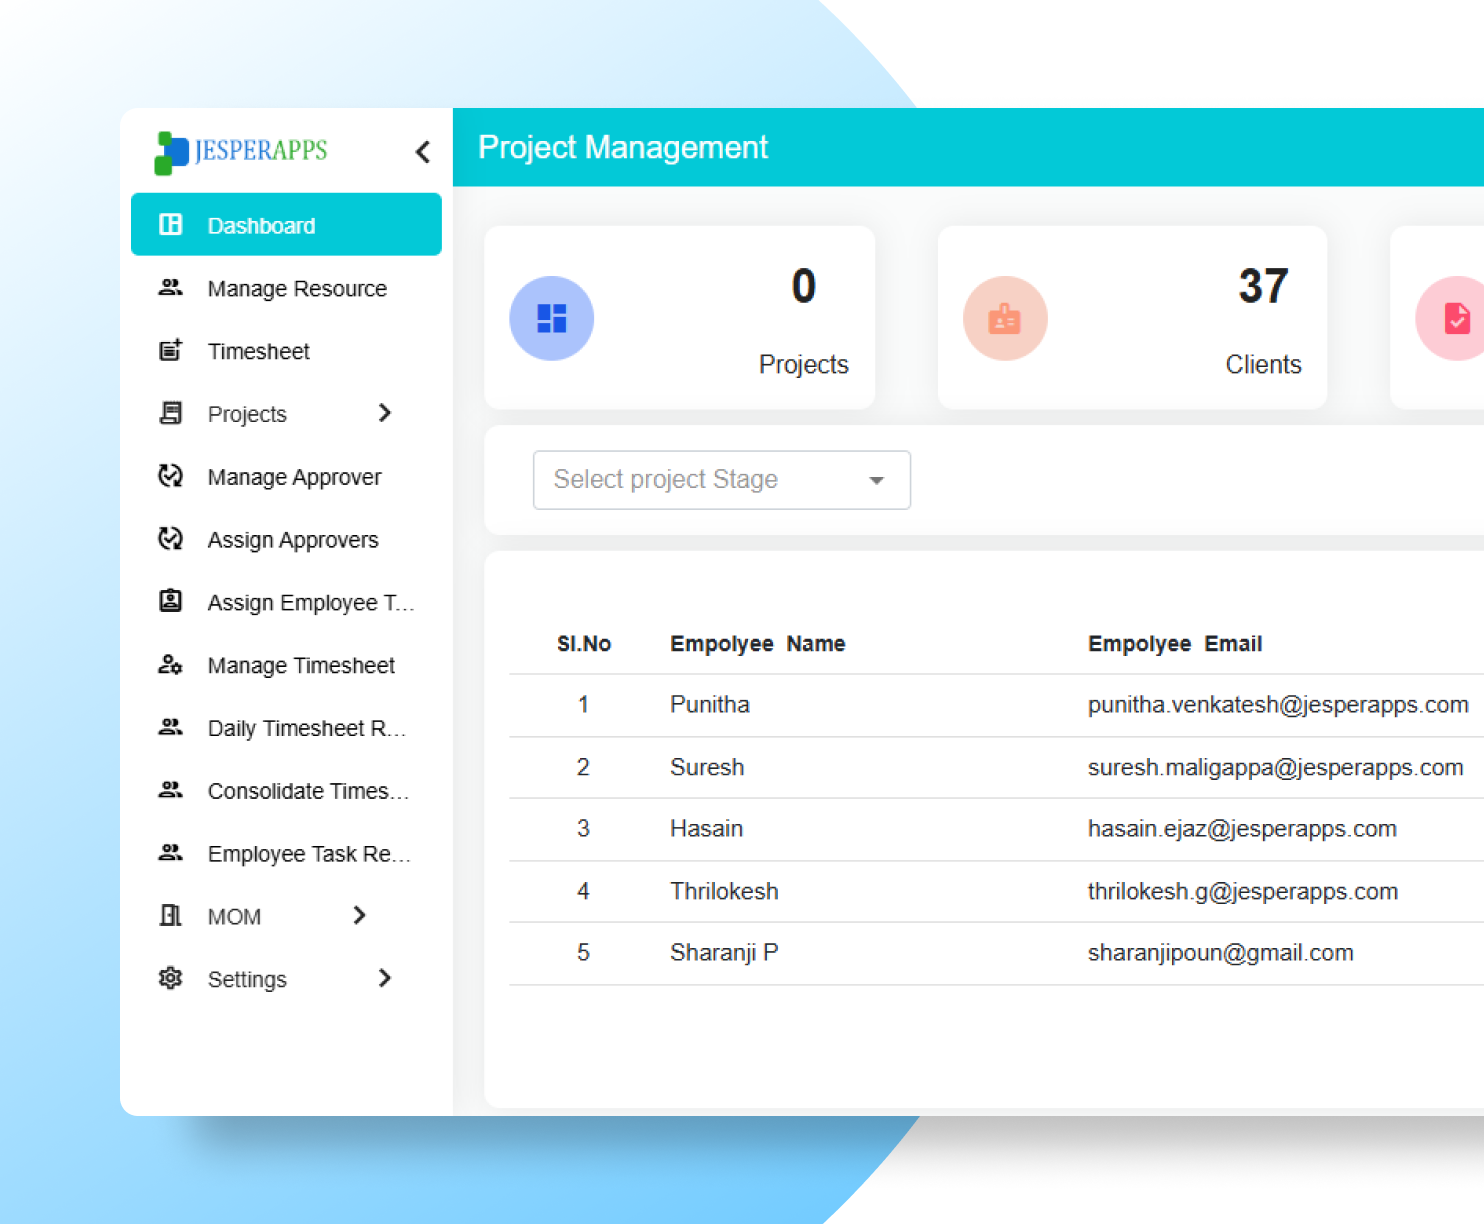 JESPERAPPS
Project Management
Dashboard
Manage Resource
Timesheet
Projects
Manage Approver
Assign Approvers
Assign Employee T...
Manage Timesheet
Daily Timesheet R...
Consolidate Times...
Employee Task Re...
MOM
Settings
0
Projects
37
Clients
Select project Stage
Sl.No Empolyee Name Empolyee Email
1 Punitha punitha.venkatesh@jesperapps.com
2 Suresh suresh.maligappa@jesperapps.com
3 Hasain hasain.ejaz@jesperapps.com
4 Thrilokesh thrilokesh.g@jesperapps.com
5 Sharanji P sharanjipoun@gmail.com